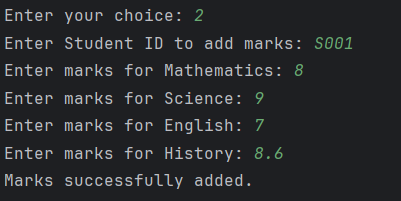 Enter your choice: 2
Enter Student ID to add marks: S001
Enter marks for Mathematics: 8
Enter marks for Science: 9
Enter marks for English: 7
Enter marks for History: 8.6
Marks successfully added.